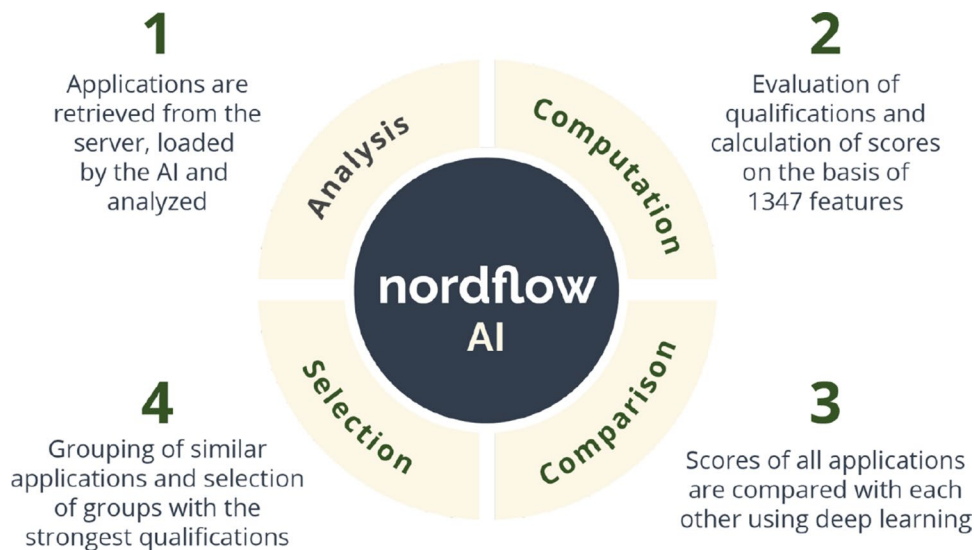 1
Applications are
retrieved from the
server, loaded
by the AI and
analyzed
2
Evaluation of
qualifications and
calculation of scores
on the basis of
1347 features
Analysis
Computation
nordflow
AI
Selection
Comparison
4
Grouping of similar
applications and selection
of groups with the
strongest qualifications
3
Scores of all applications
are compared with each
other using deep learning